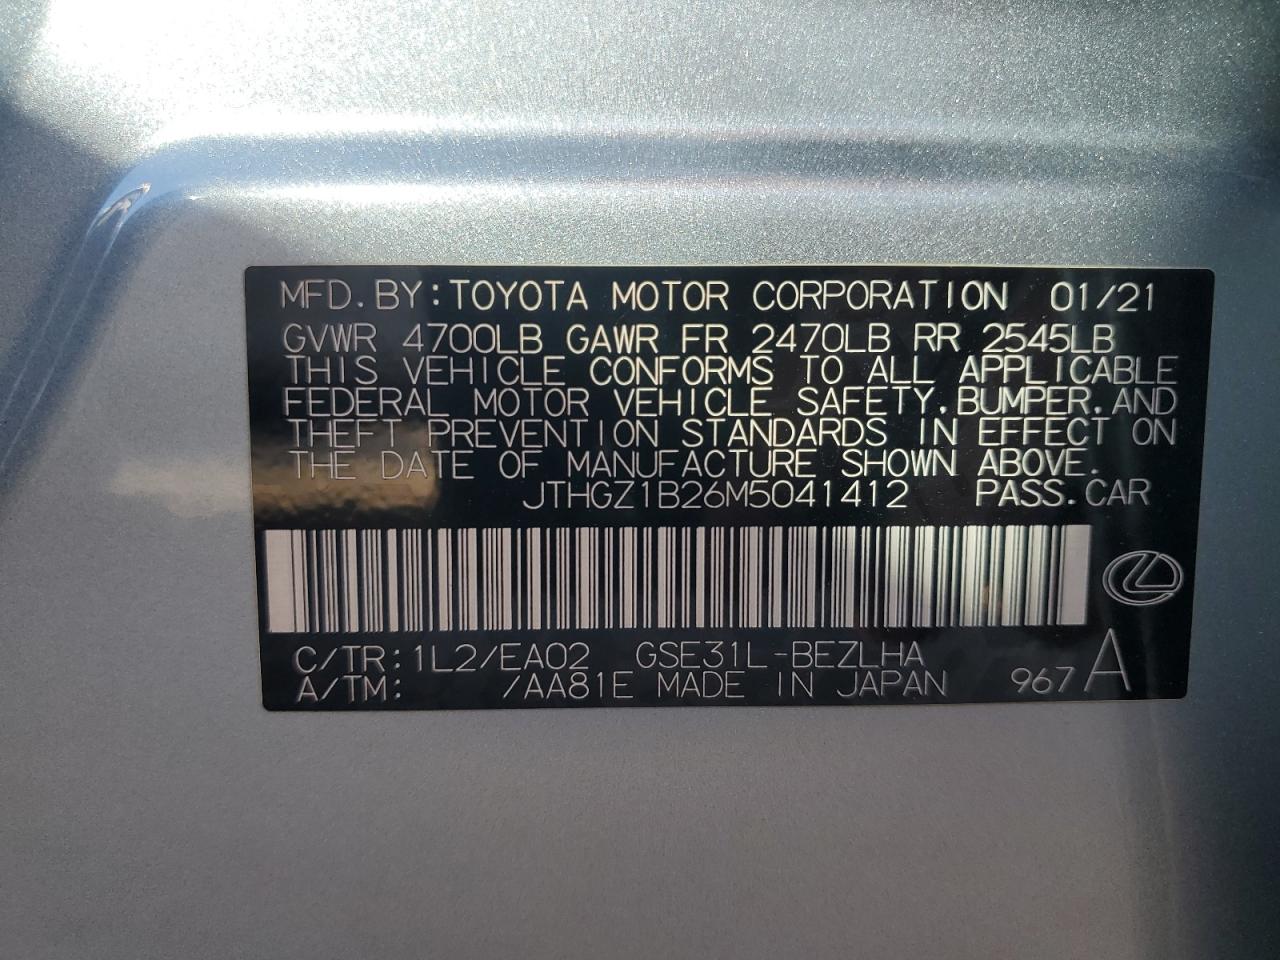 MFD. BY: TOYOTA MOTOR CORPORATION 01/21
GVWR 4700LB GAWR FR 2470LB RR 2545LB
THIS VEHICLE CONFORMS TO ALL APPLICABLE
FEDERAL MOTOR VEHICLE SAFETY, BUMPER, AND
THEFT PREVENTION STANDARDS IN EFFECT ON
THE DATE OF MANUFACTURE SHOWN ABOVE.
JTHGZ1B26M5041412 PASS. CAR
C/TR: 1L2/EA02 GSE31L-BEZLHA
A/TM: /AA81E MADE IN JAPAN 967 A